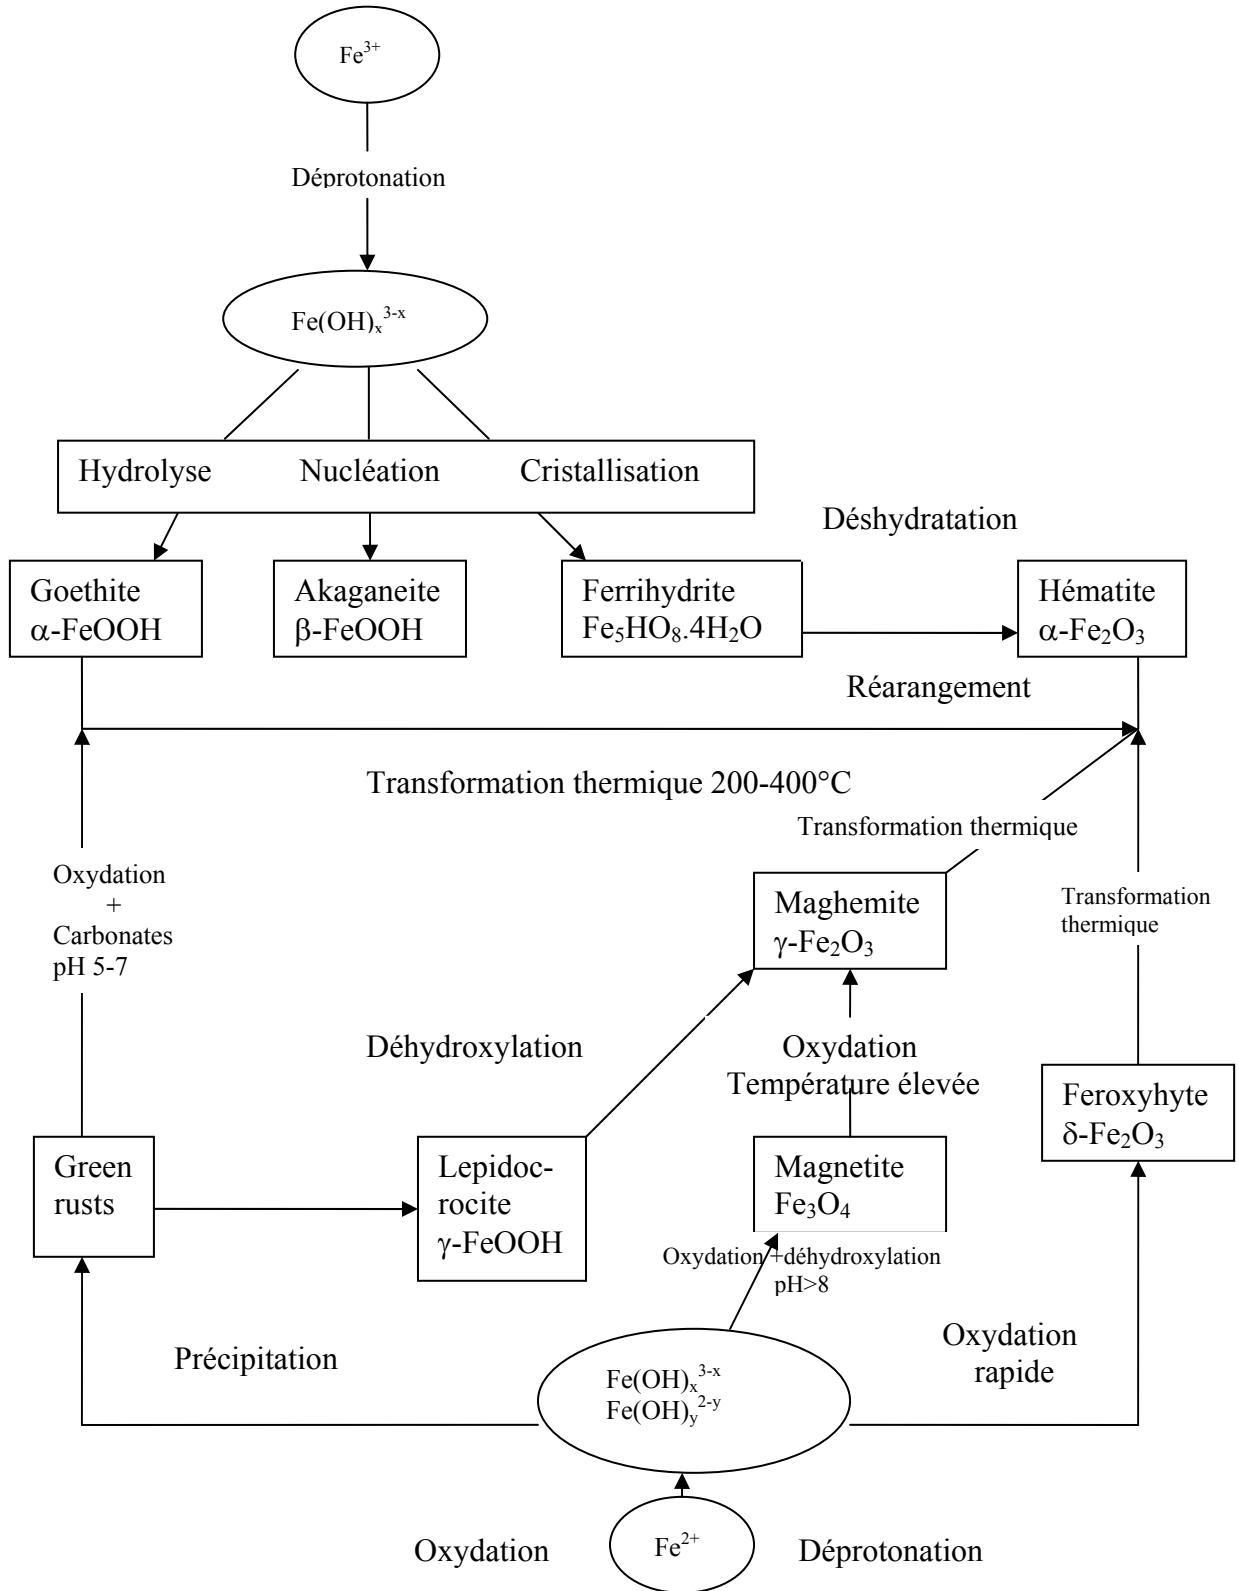 Fe³⁺
Déprotonation
Fe(OH)ₓ³⁻ˣ
Hydrolyse Nucléation Cristallisation
Déshydratation
Goethite
α-FeOOH
Akaganeite
β-FeOOH
Ferrihydrite
Fe₅HO₈.4H₂O
Hématite
α-Fe₂O₃
Réarangement
Transformation thermique 200-400°C
Transformation thermique
Oxydation
+
Carbonates
pH 5-7
Maghemite
γ-Fe₂O₃
Transformation
thermique
Déhydroxylation
Oxydation
Température élevée
Feroxyhyte
δ-Fe₂O₃
Green
rusts
Lepidoc-
rocite
γ-FeOOH
Magnetite
Fe₃O₄
Oxydation +déhydroxylation
pH>8
Précipitation
Oxydation
rapide
Fe(OH)ₓ³⁻ˣ
Fe(OH)ᵧ²⁻ʸ
Oxydation
Fe²⁺
Déprotonation